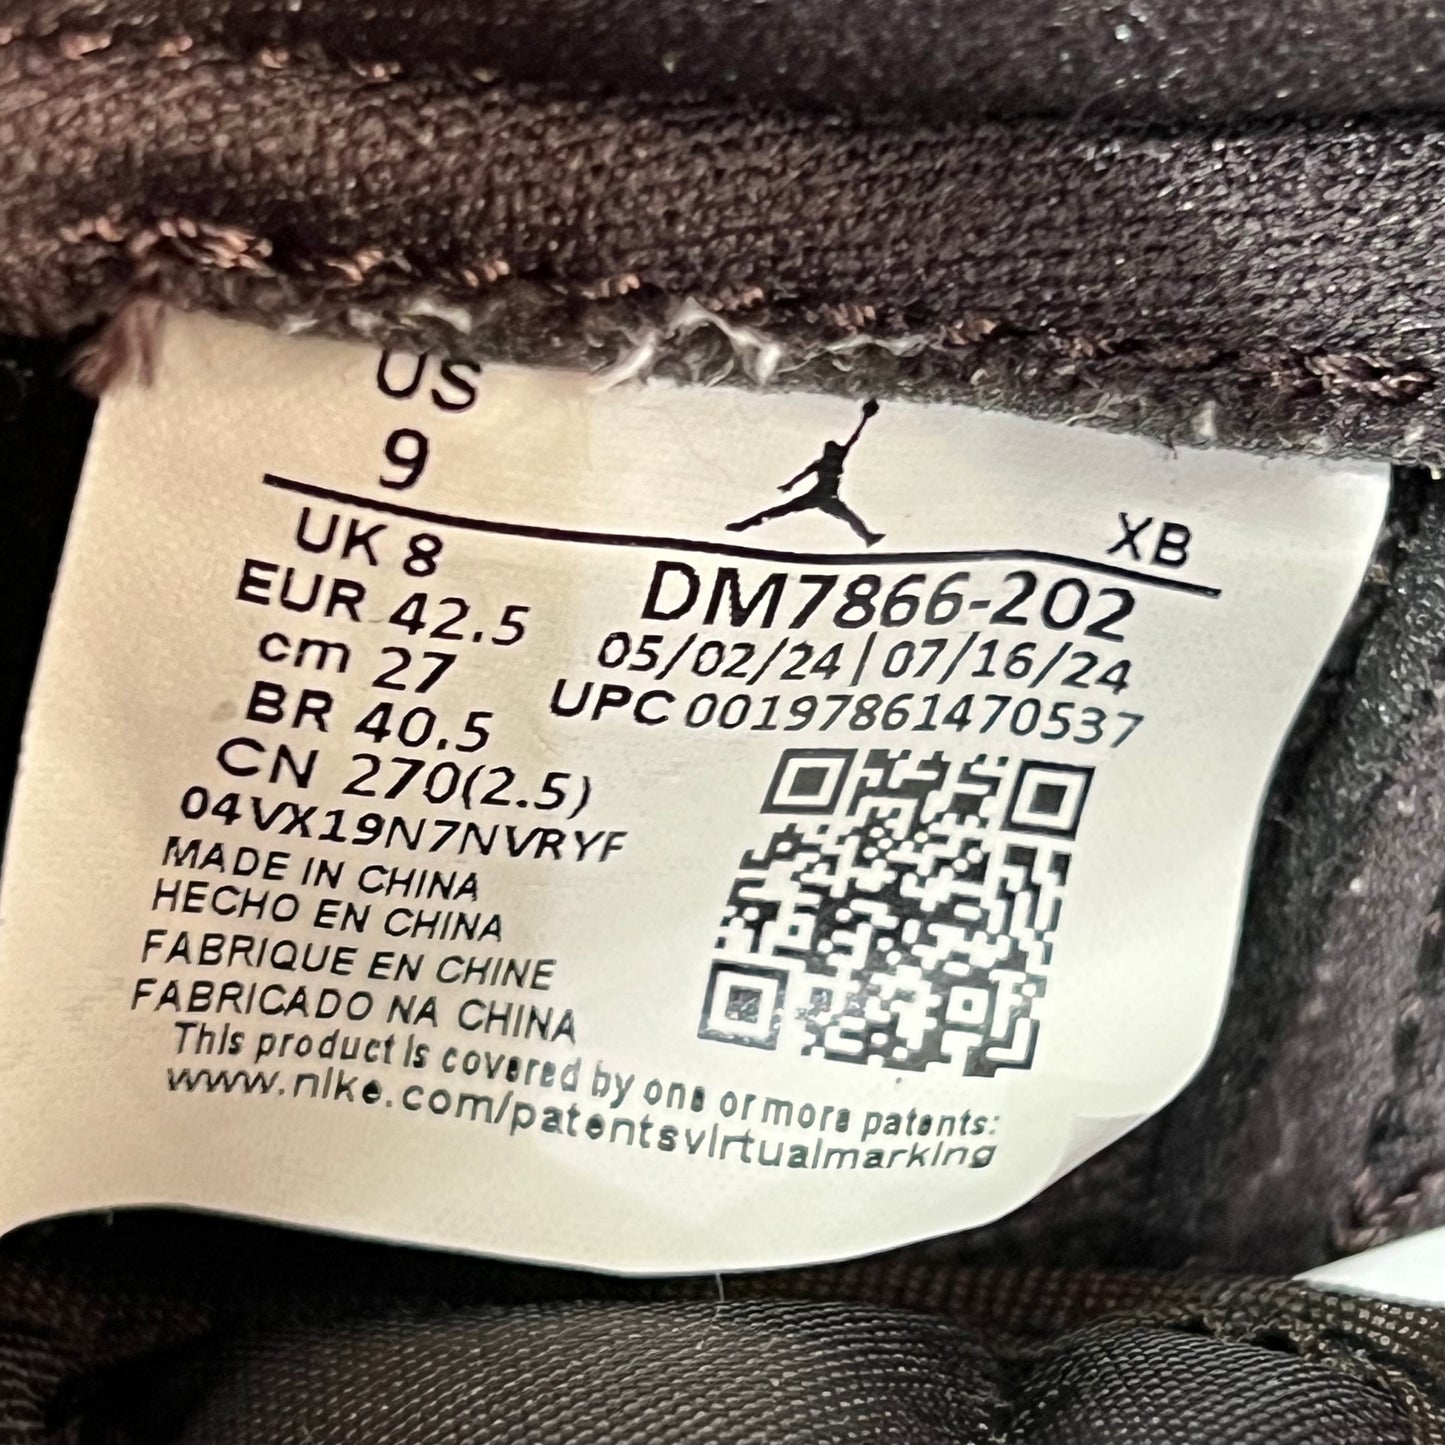 US
9
XB
UK 8
EUR 42.5
cm 27
BR 40.5
CN 270(2.5)
04VX19N7NVRYF
MADE IN CHINA
HECHO EN CHINA
FABRIQUE EN CHINE
FABRICADO NA CHINA
DM7866-202
05/02/24|07/16/24
UPC 00197861470537
This product is covered by one or more patents:
www.nike.com/patentsvirtualmarking